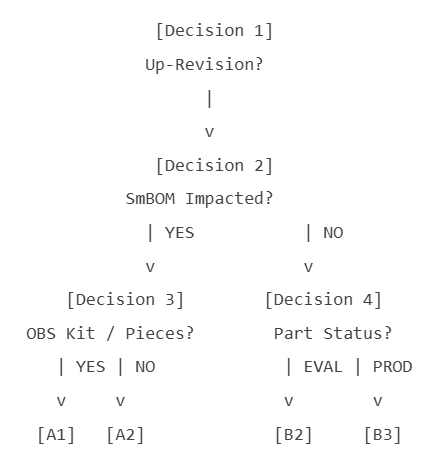 [Decision 1]
Up-Revision?
|
v
[Decision 2]
SmBOM Impacted?
| YES | NO
v v
[Decision 3] [Decision 4]
OBS Kit / Pieces? Part Status?
| YES | NO | EVAL | PROD
v v v v
[A1] [A2] [B2] [B3]